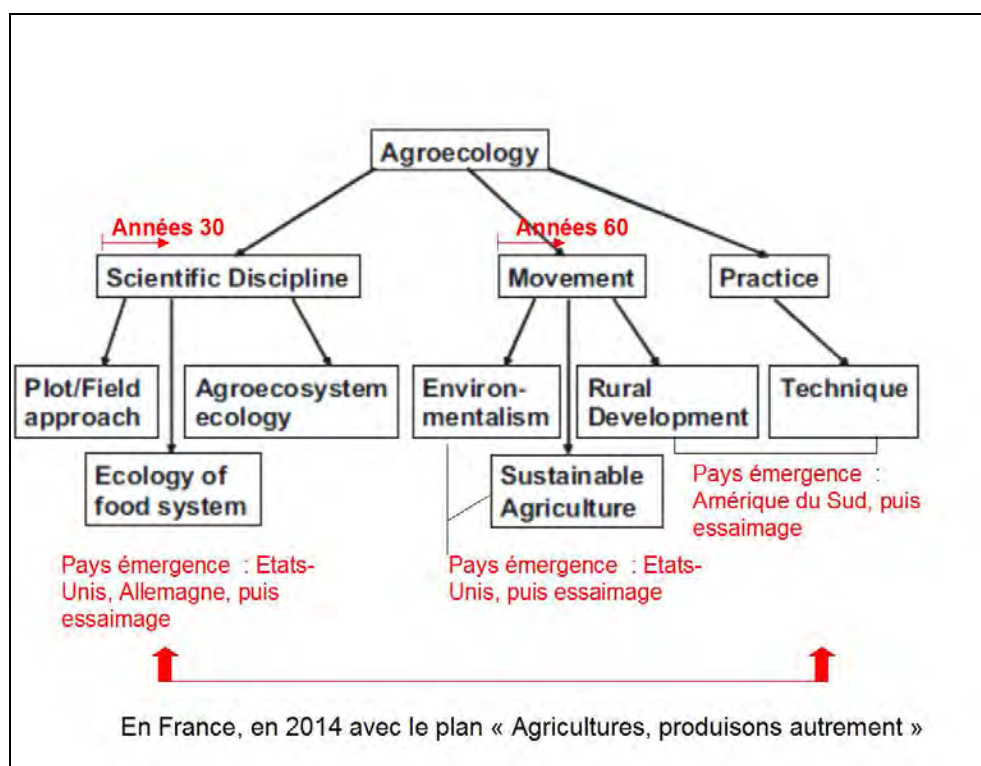 Agroecology
Années 30
Années 60
Scientific Discipline
Movement
Practice
Plot/Field
approach
Agroecosystem
ecology
Environ-
mentalism
Rural
Development
Technique
Ecology of
food system
Sustainable
Agriculture
Pays émergence : Etats-
Unis, Allemagne, puis
essaimage
Pays émergence : Etats-
Unis, puis essaimage
Pays émergence :
Amérique du Sud, puis
essaimage
En France, en 2014 avec le plan « Agricultures, produisons autrement »